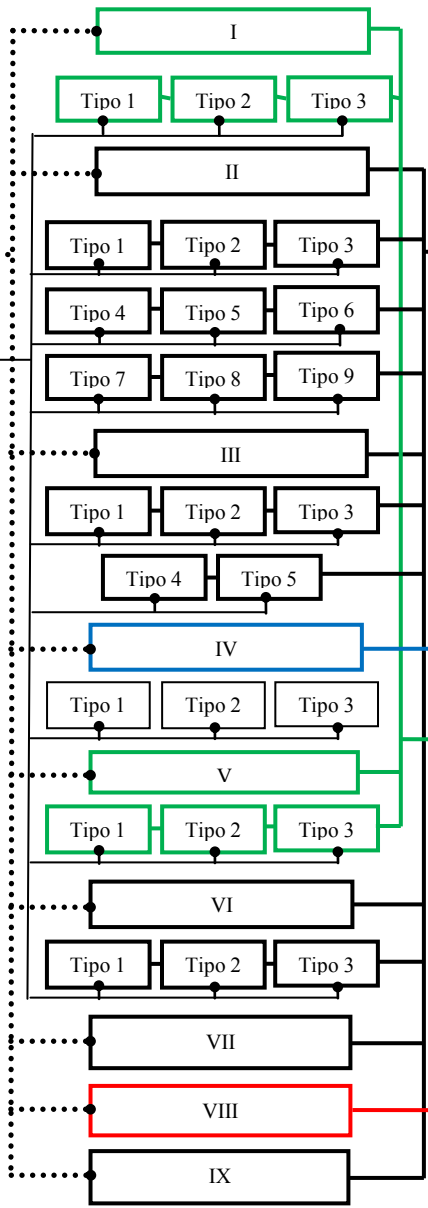 I
Tipo 1 Tipo 2 Tipo 3
II
Tipo 1 Tipo 2 Tipo 3
Tipo 4 Tipo 5 Tipo 6
Tipo 7 Tipo 8 Tipo 9
III
Tipo 1 Tipo 2 Tipo 3
Tipo 4 Tipo 5
IV
Tipo 1 Tipo 2 Tipo 3
V
Tipo 1 Tipo 2 Tipo 3
VI
Tipo 1 Tipo 2 Tipo 3
VII
VIII
IX